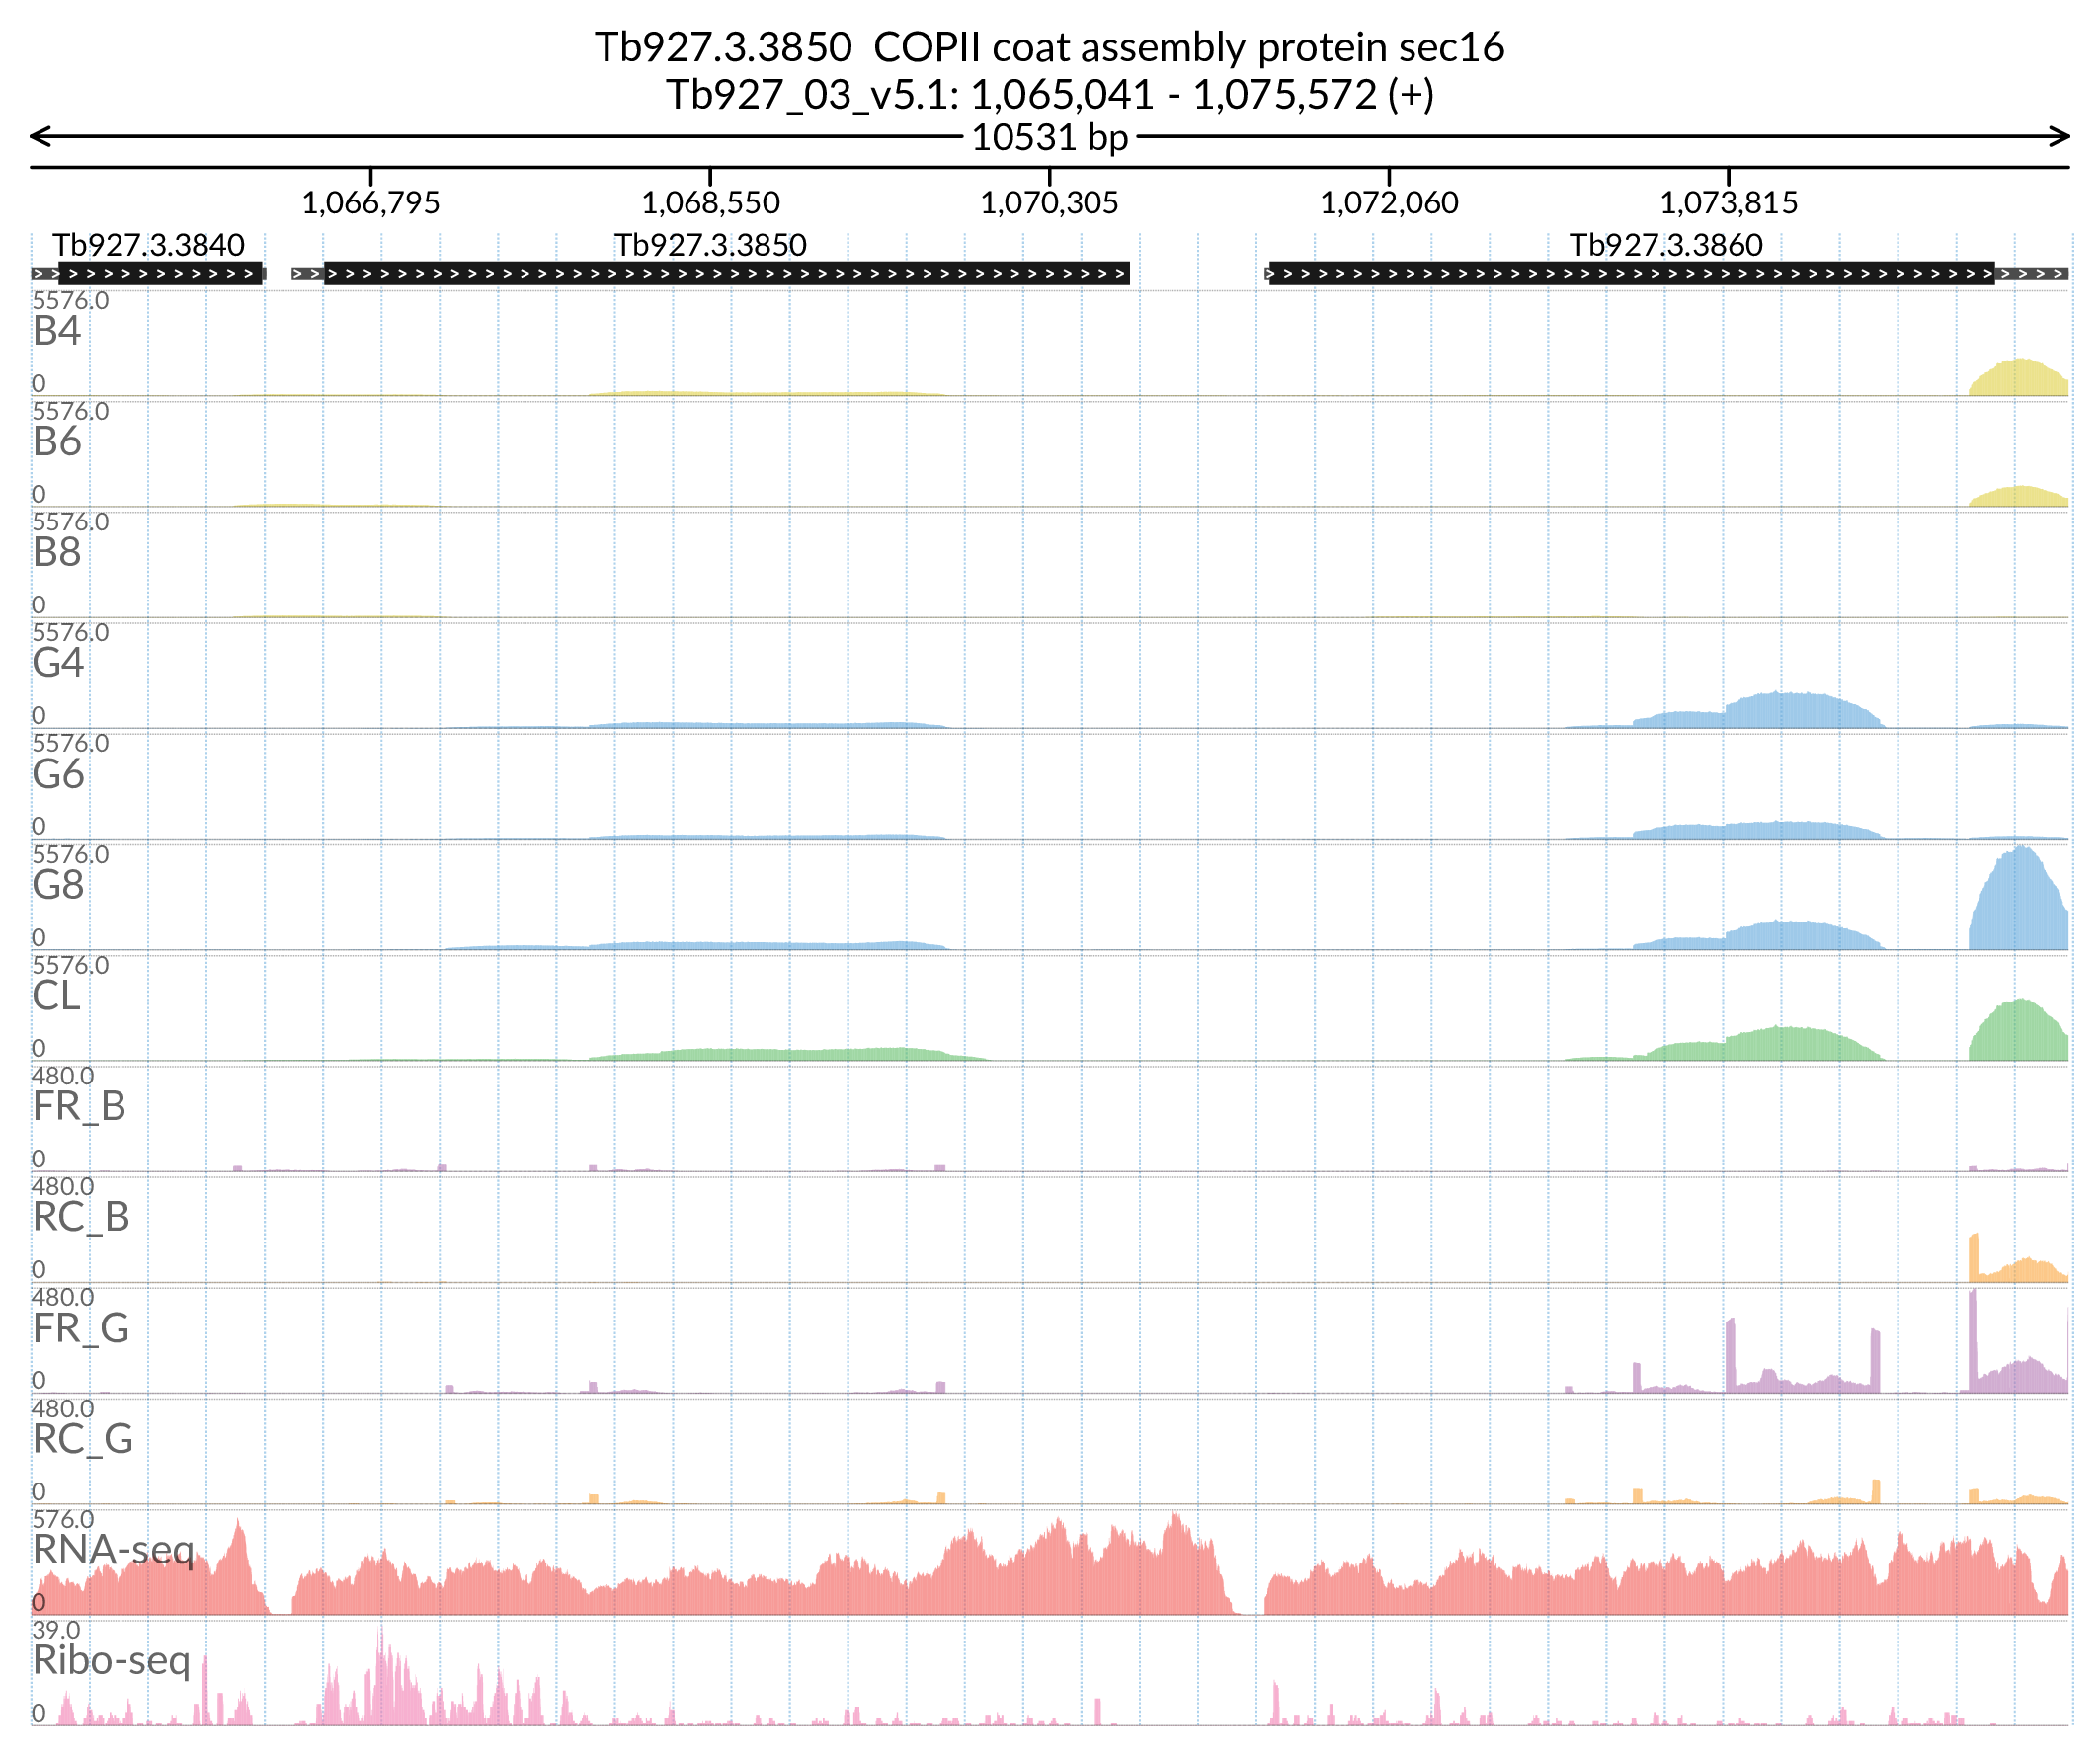 Tb927.3.3850 COPII coat assembly protein sec16
Tb927_03_v5.1: 1,065,041 - 1,075,572 (+)
10531 bp
1,066,795 1,068,550 1,070,305 1,072,060 1,073,815
Tb927.3.3840 Tb927.3.3850 Tb927.3.3860
5576.0
B4
0
5576.0
B6
0
5576.0
B8
0
5576.0
G4
0
5576.0
G6
0
5576.0
G8
0
5576.0
CL
0
480.0
FR_B
0
480.0
RC_B
0
480.0
FR_G
0
480.0
RC_G
0
576.0
RNA-seq
0
39.0
Ribo-seq
0